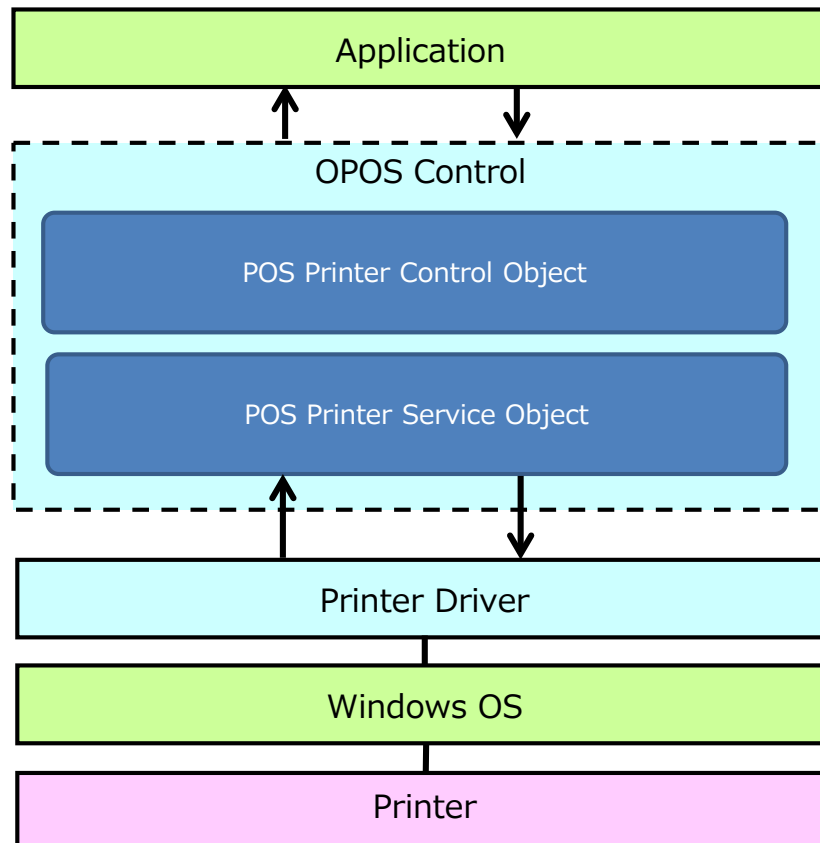 Application
OPOS Control
POS Printer Control Object
POS Printer Service Object
Printer Driver
Windows OS
Printer